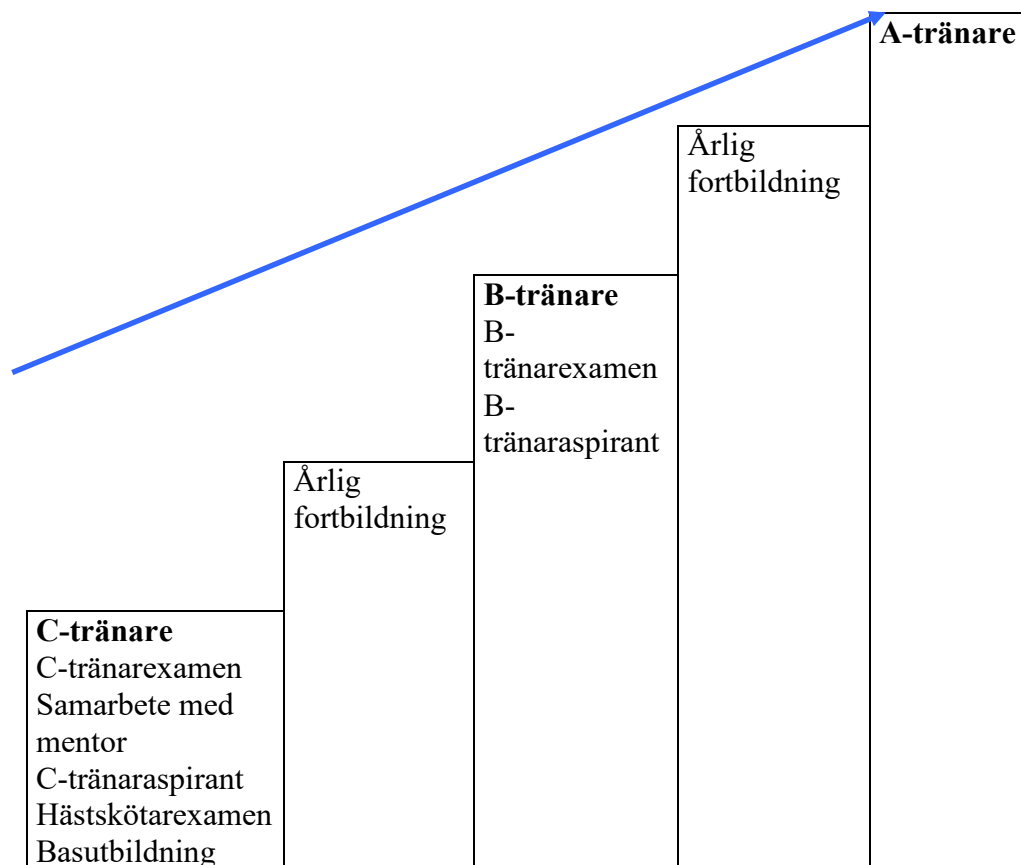 A-tränare
Årlig
fortbildning
B-tränare
B-
tränarexamen
B-
tränaraspirant
Årlig
fortbildning
C-tränare
C-tränarexamen
Samarbete med
mentor
C-tränaraspirant
Hästskötarexamen
Basutbildning